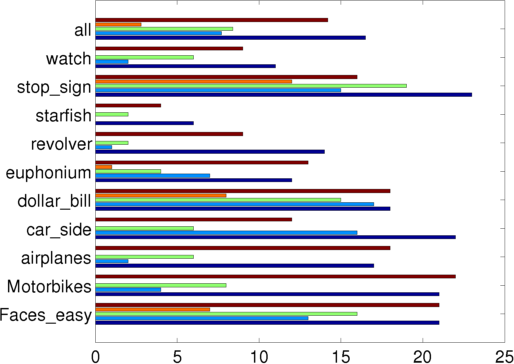 all
watch
stop_sign
starfish
revolver
euphonium
dollar_bill
car_side
airplanes
Motorbikes
Faces_easy
0 5 10 15 20 25